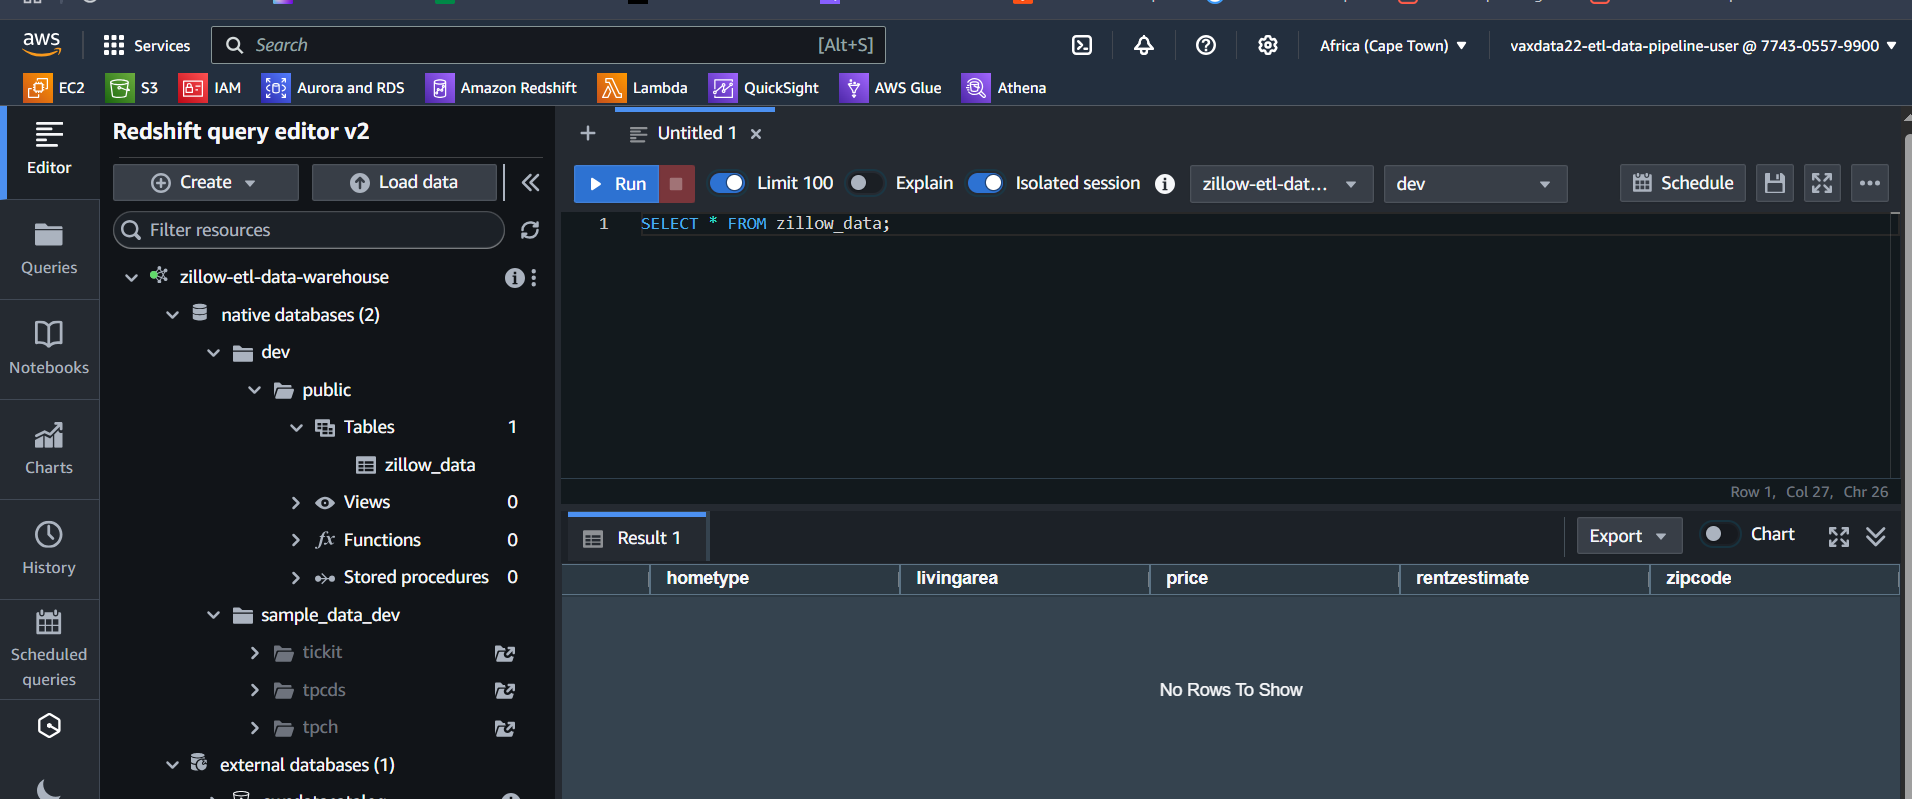 aws Services Search [Alt+S] Africa (Cape Town) vaxdata22-etl-data-pipeline-user @ 7743-0557-9900
EC2 S3 IAM Aurora and RDS Amazon Redshift Lambda QuickSight AWS Glue Athena
Editor
Queries
Notebooks
Charts
History
Scheduled
queries
Redshift query editor v2
Create Load data
Filter resources
zillow-etl-data-warehouse
native databases (2)
dev
public
Tables 1
zillow_data
Views 0
fx Functions 0
Stored procedures 0
sample_data_dev
tickit
tpcds
tpch
external databases (1)
Untitled 1
Run Limit 100 Explain Isolated session zillow-etl-dat... dev Schedule
1 SELECT * FROM zillow_data;
Row 1, Col 27, Chr 26
Result 1 Export Chart
hometype livingarea price rentzestimate zipcode
No Rows To Show